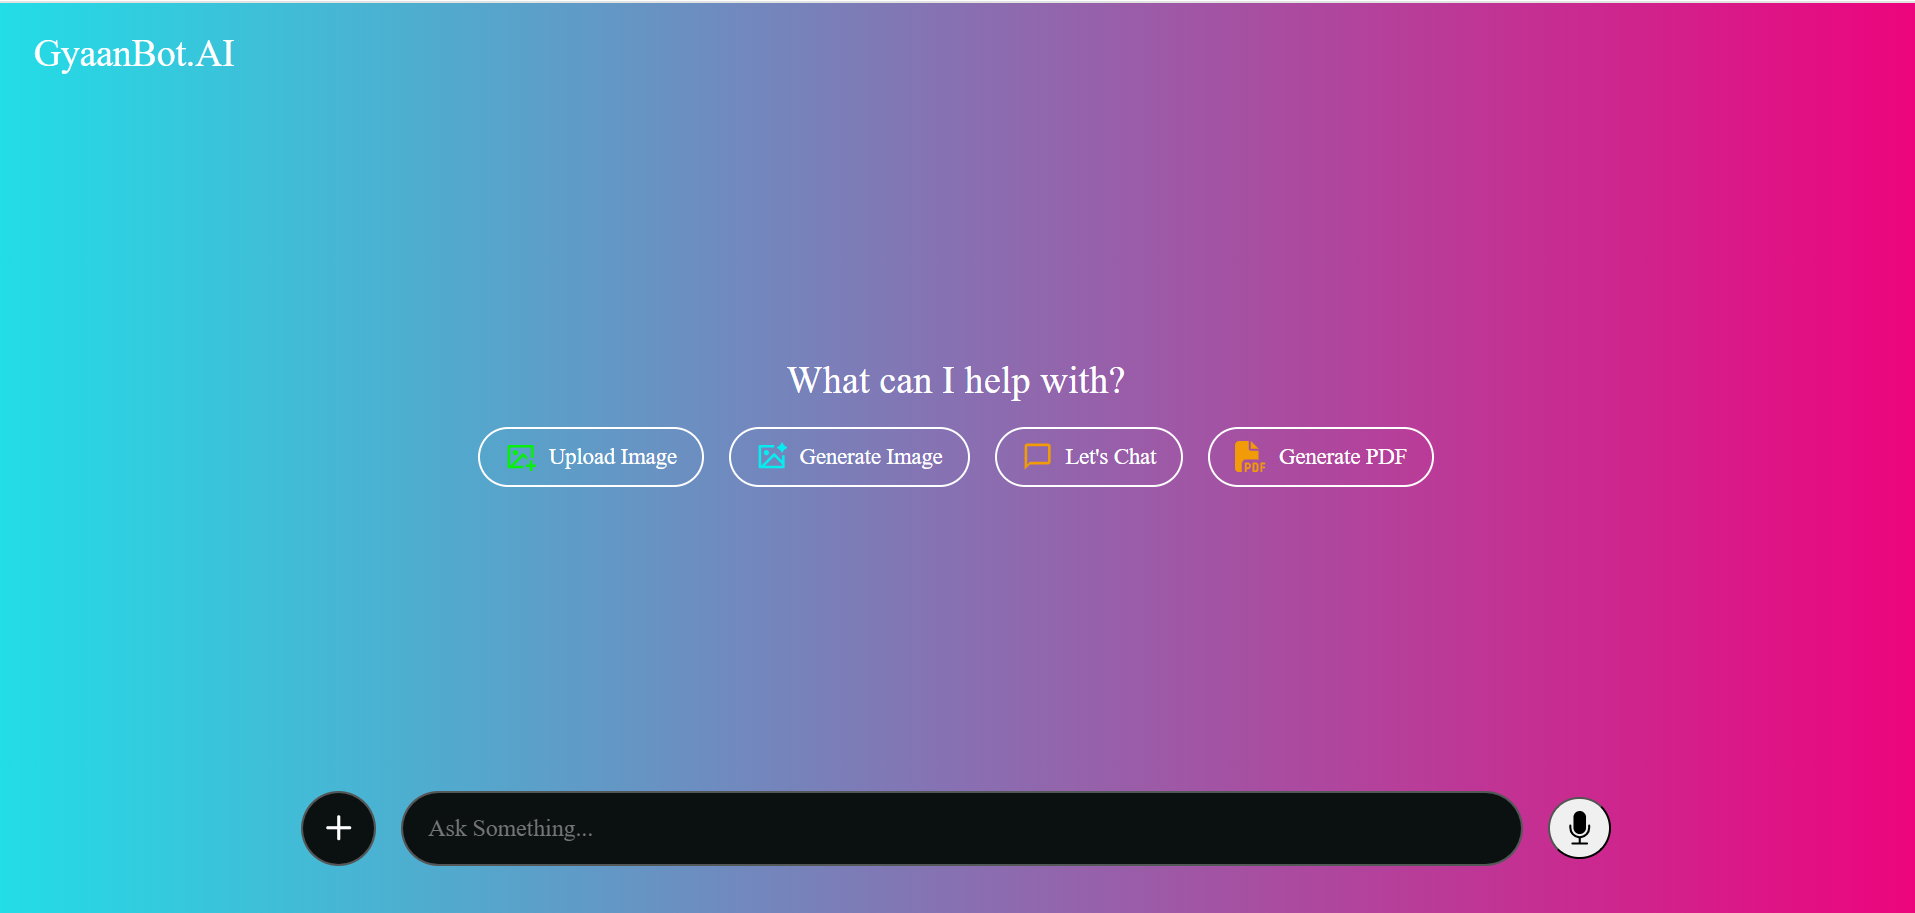 GyaanBot.AI
What can I help with?
Upload Image
Generate Image
Let's Chat
PDF
Generate PDF
Ask Something...